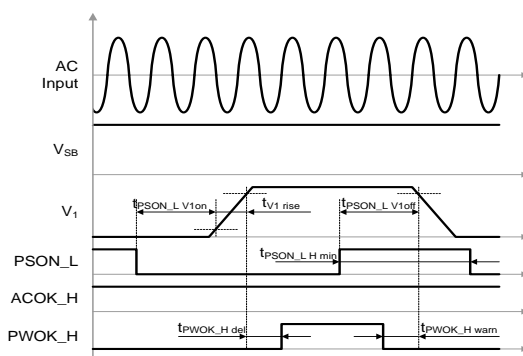 AC
Input
VSB
tPSON_L V1on
tV1 rise
tPSON_L V1off
V1
tPSON_L H min
PSON_L
ACOK_H
tPWOK_H del
tPWOK_H warn
PWOK_H